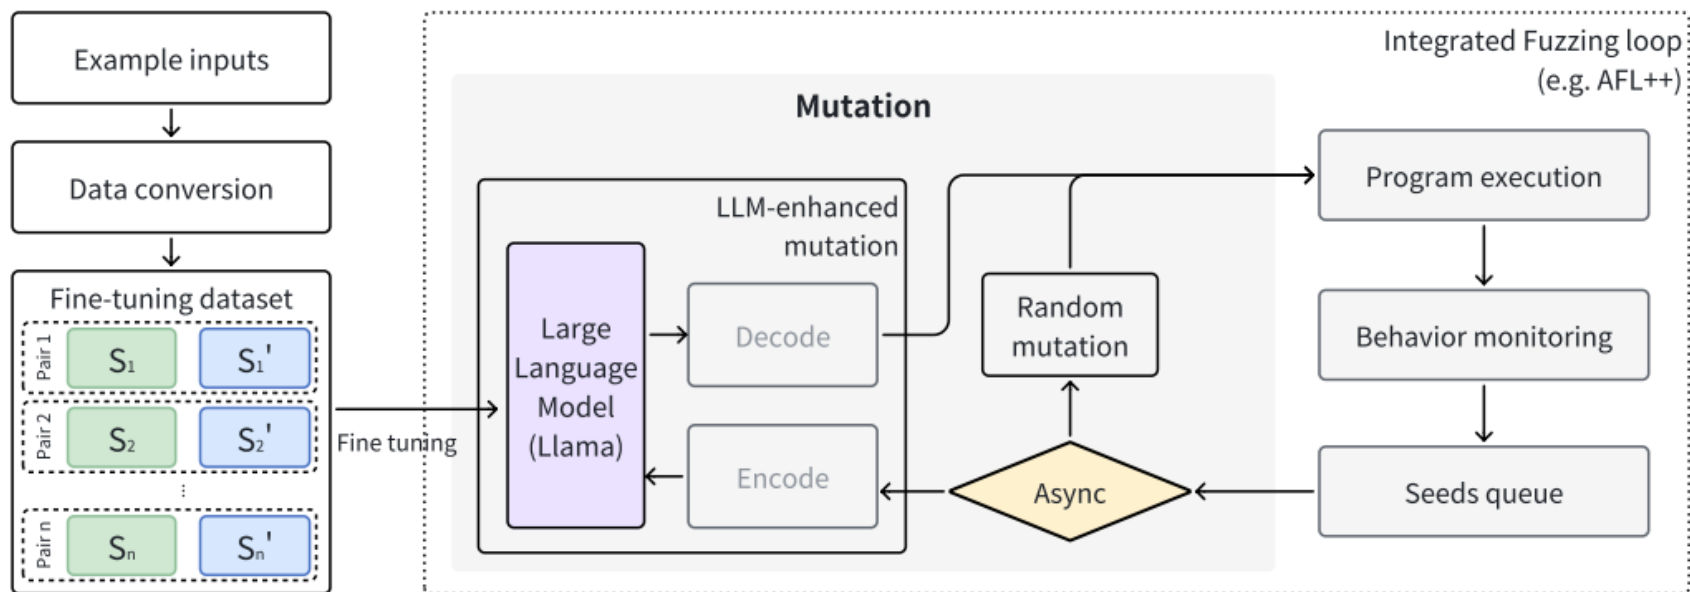 Example inputs
Data conversion
Fine-tuning dataset
Pair 1
S₁
S₁'
Pair 2
S₂
S₂'
⋮
Pair n
Sₙ
Sₙ'
Fine tuning
Integrated Fuzzing loop
(e.g. AFL++)
Mutation
LLM-enhanced
mutation
Large
Language
Model
(Llama)
Decode
Encode
Random
mutation
Async
Program execution
Behavior monitoring
Seeds queue